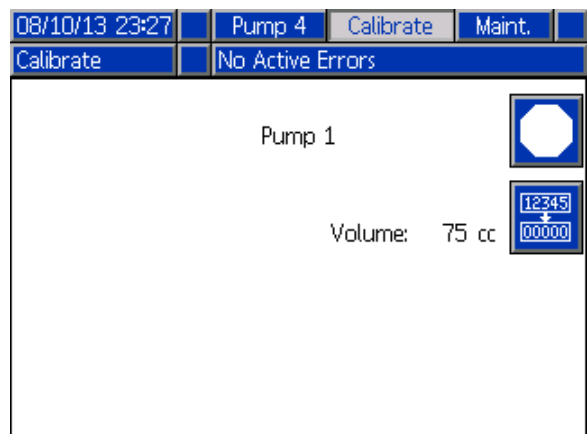 08/10/13 23:27 Pump 4 Calibrate Maint.
Calibrate No Active Errors
Pump 1
12345
Volume: 75 cc 00000